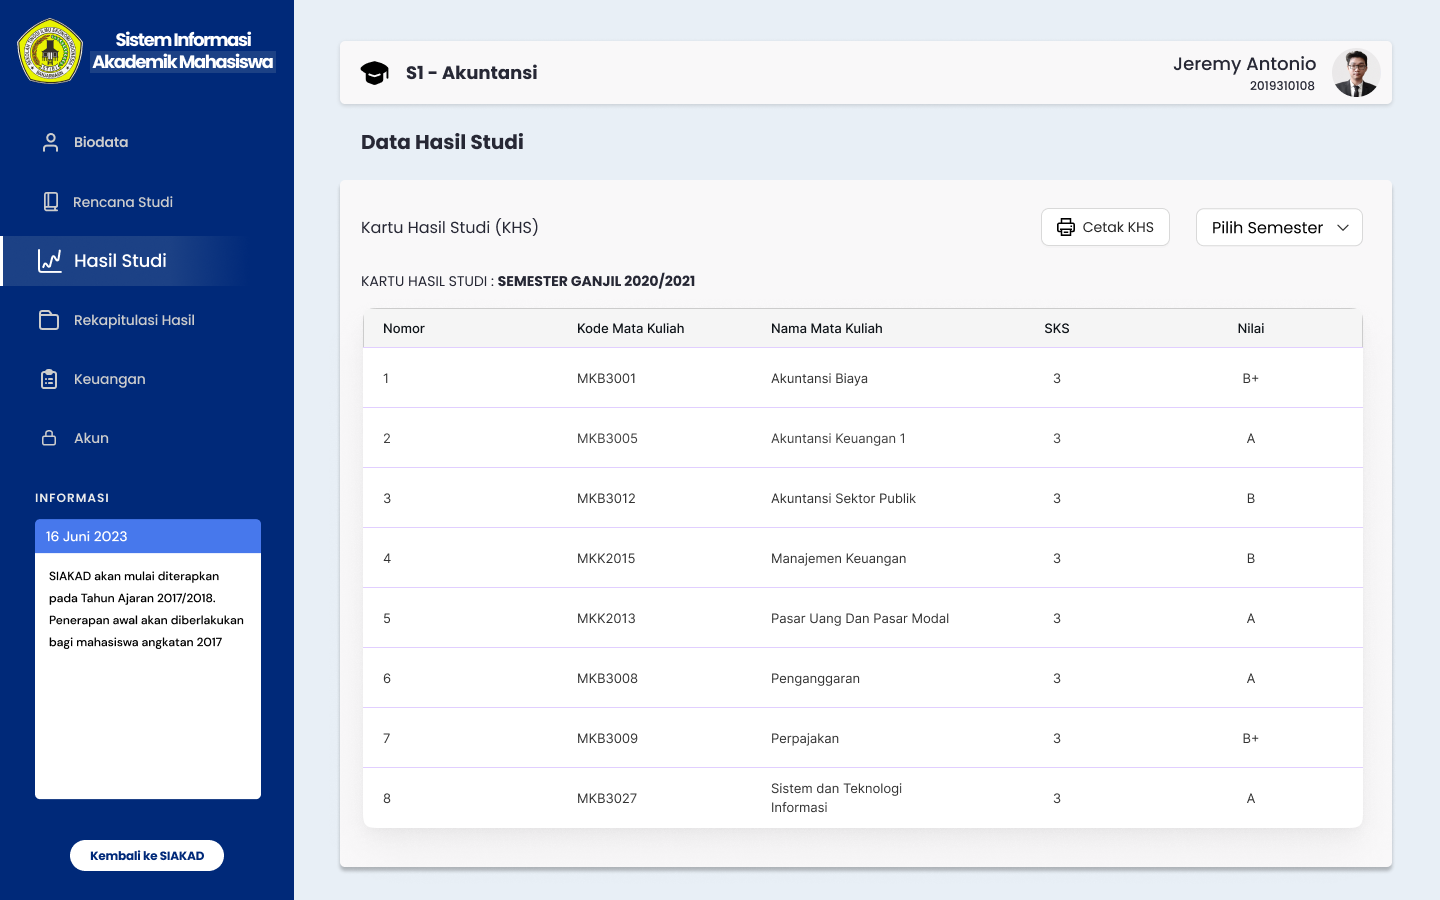 Sistem Informasi
Akademik Mahasiswa
Biodata
Rencana Studi
Hasil Studi
Rekapitulasi Hasil
Keuangan
Akun
INFORMASI
16 Juni 2023
SIAKAD akan mulai diterapkan
pada Tahun Ajaran 2017/2018.
Penerapan awal akan diberlakukan
bagi mahasiswa angkatan 2017
Kembali ke SIAKAD
S1 - Akuntansi
Jeremy Antonio
2019310108
Data Hasil Studi
Kartu Hasil Studi (KHS)
Cetak KHS
Pilih Semester
KARTU HASIL STUDI : SEMESTER GANJIL 2020/2021
Nomor Kode Mata Kuliah Nama Mata Kuliah SKS Nilai
1 MKB3001 Akuntansi Biaya 3 B+
2 MKB3005 Akuntansi Keuangan 1 3 A
3 MKB3012 Akuntansi Sektor Publik 3 B
4 MKK2015 Manajemen Keuangan 3 B
5 MKK2013 Pasar Uang Dan Pasar Modal 3 A
6 MKB3008 Penganggaran 3 A
7 MKB3009 Perpajakan 3 B+
8 MKB3027 Sistem dan Teknologi Informasi 3 A